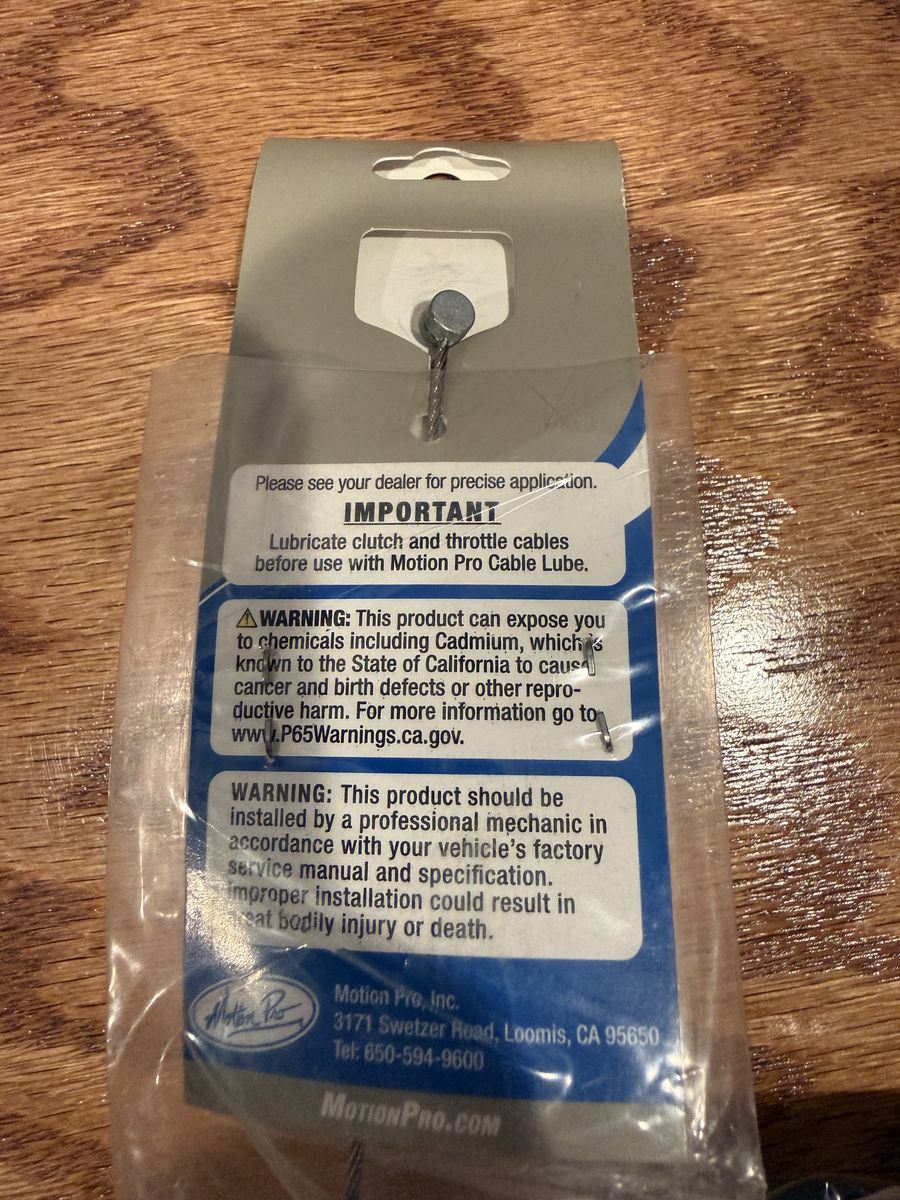 Please see your dealer for precise application.
IMPORTANT
Lubricate clutch and throttle cables
before use with Motion Pro Cable Lube.
⚠WARNING: This product can expose you
to chemicals including Cadmium, which is
known to the State of California to cause
cancer and birth defects or other repro-
ductive harm. For more information go to
www.P65Warnings.ca.gov.
WARNING: This product should be
installed by a professional mechanic in
accordance with your vehicle's factory
service manual and specification.
Improper installation could result in
great bodily injury or death.
Motion Pro
Motion Pro, Inc.
3171 Swetzer Road, Loomis, CA 95650
Tel: 650-594-9600
MOTIONPRO.COM